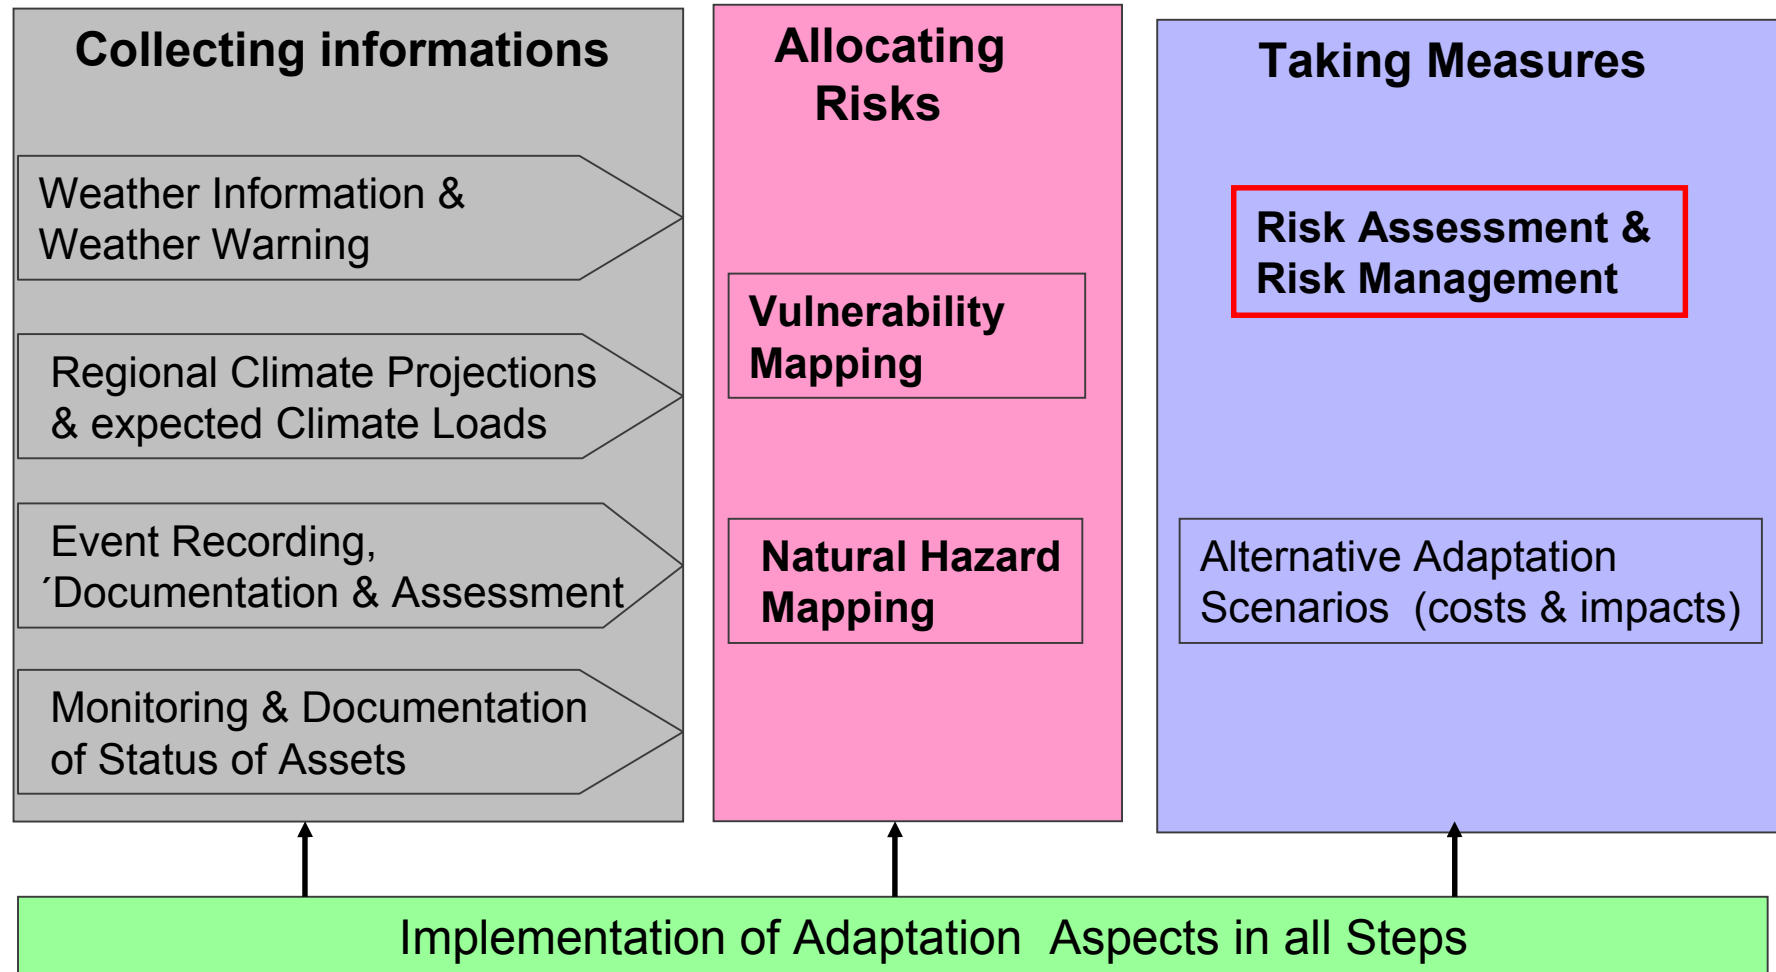 Collecting informations
Weather Information &
Weather Warning
Regional Climate Projections
& expected Climate Loads
Event Recording,
´Documentation & Assessment
Monitoring & Documentation
of Status of Assets
Allocating
Risks
Vulnerability
Mapping
Natural Hazard
Mapping
Taking Measures
Risk Assessment &
Risk Management
Alternative Adaptation
Scenarios (costs & impacts)
Implementation of Adaptation Aspects in all Steps